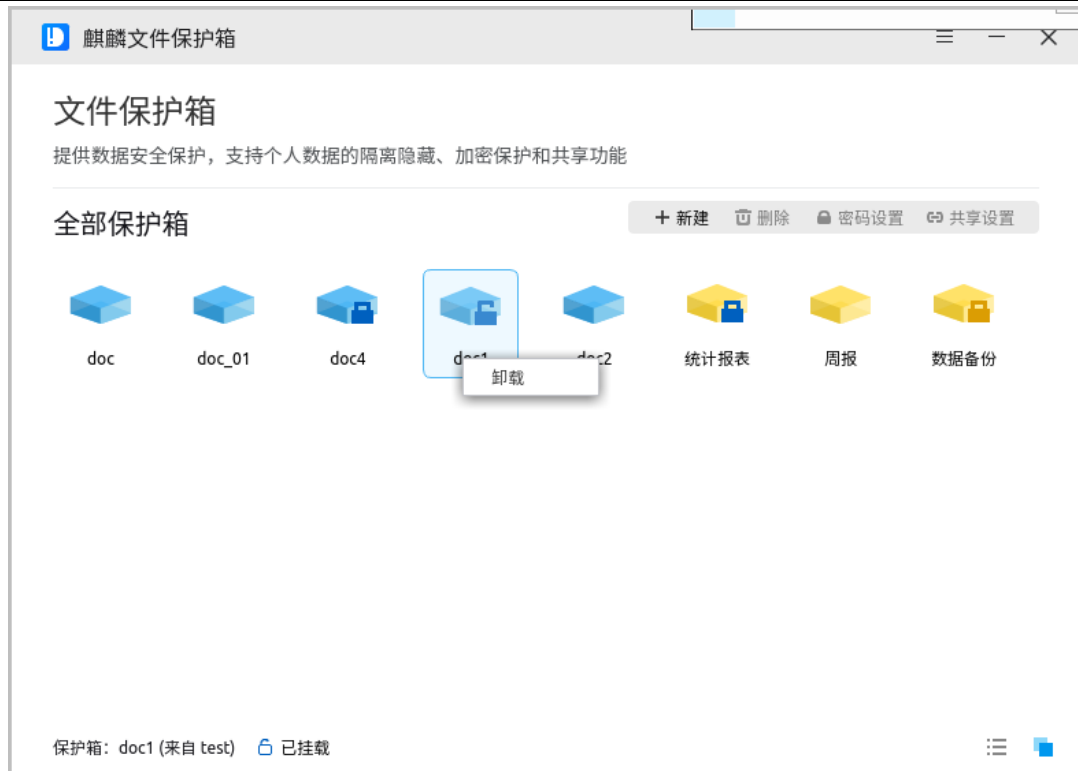 麒麟文件保护箱
文件保护箱
提供数据安全保护，支持个人数据的隔离隐藏、加密保护和共享功能
全部保护箱
新建 删除 密码设置 共享设置
doc doc_01 doc4 doc1 doc2 统计报表 周报 数据备份
卸载
保护箱：doc1 (来自 test) 已挂载